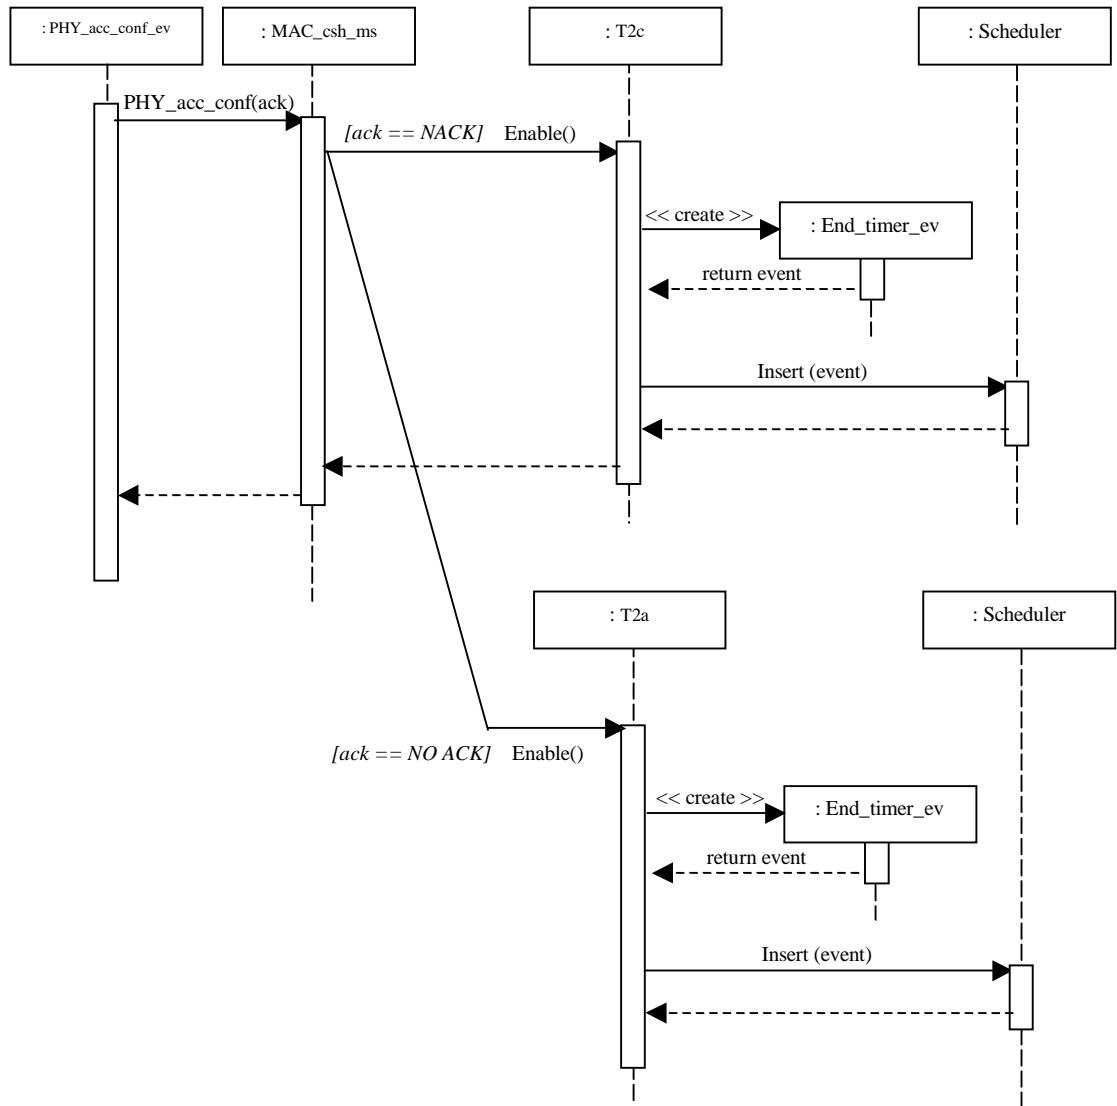 : PHY_acc_conf_ev
: MAC_csh_ms
: T2c
: Scheduler
PHY_acc_conf(ack)
[ack == NACK] Enable()
<< create >>
: End_timer_ev
return event
Insert (event)
: T2a
: Scheduler
[ack == NO ACK] Enable()
<< create >>
: End_timer_ev
return event
Insert (event)